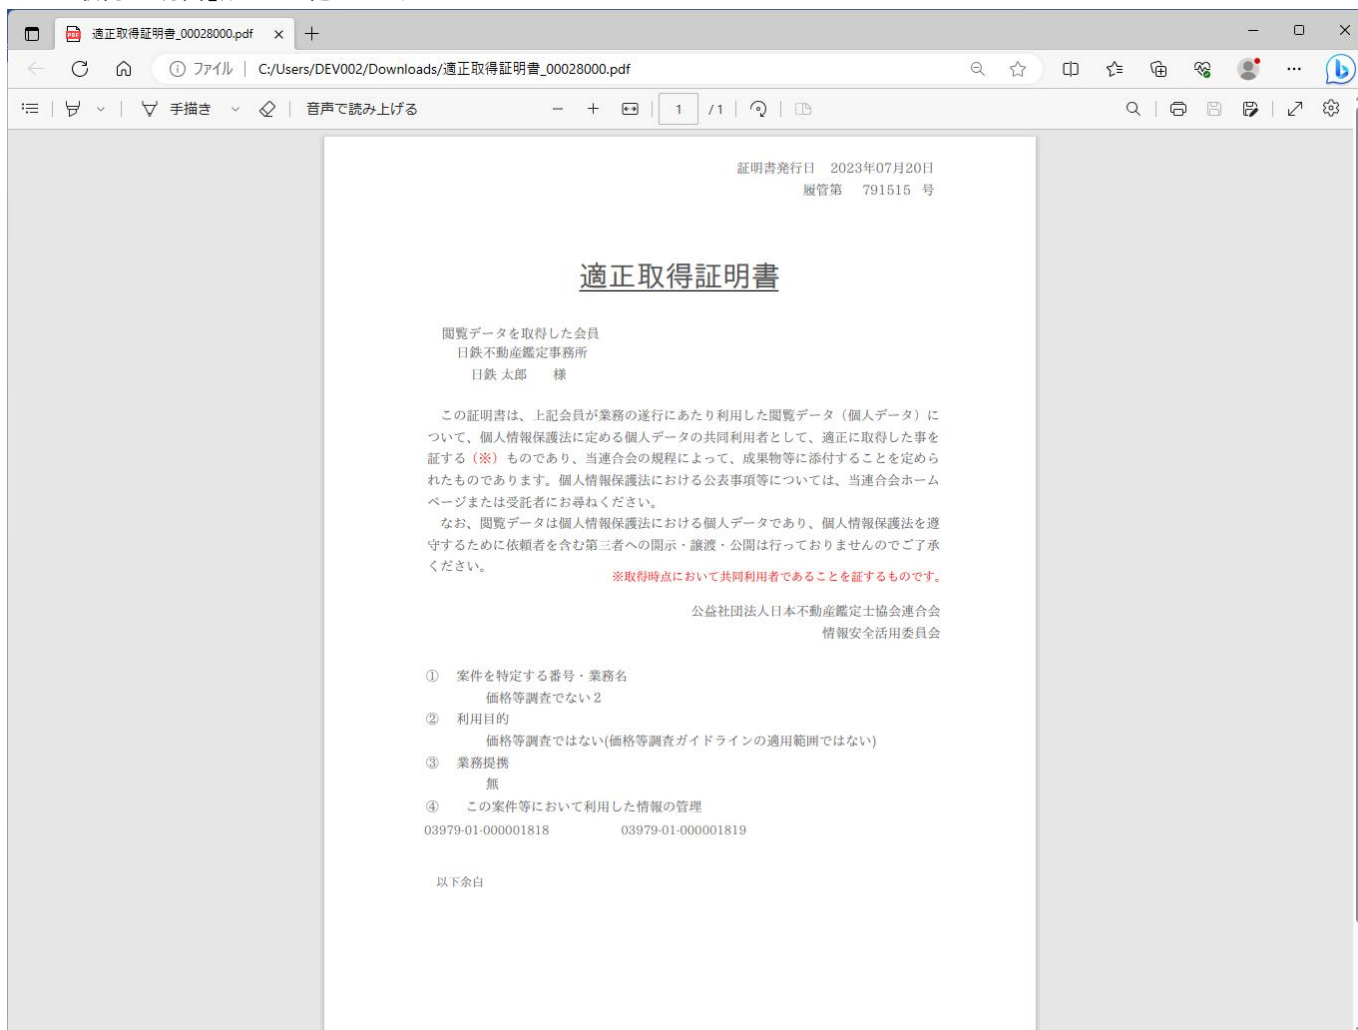 適正取得証明書_00028000.pdf
ファイル
C:/Users/DEV002/Downloads/適正取得証明書_00028000.pdf
手描き
音声で読み上げる
1 /1
証明書発行日 2023年07月20日
履管第 791515 号
適正取得証明書
閲覧データを取得した会員
日鉄不動産鑑定事務所
日鉄 太郎 様
この証明書は、上記会員が業務の遂行にあたり利用した閲覧データ（個人データ）に
ついて、個人情報保護法に定める個人データの共同利用者として、適正に取得した事を
証する（※）ものであり、当連合会の規程によって、成果物等に添付することを定めら
れたものであります。個人情報保護法における公表事項等については、当連合会ホーム
ページまたは受託者にお尋ねください。
なお、閲覧データは個人情報保護法における個人データであり、個人情報保護法を遵
守するために依頼者を含む第三者への開示・譲渡・公開は行っておりませんのでご了承
ください。
※取得時点において共同利用者であることを証するものです。
公益社団法人日本不動産鑑定士協会連合会
情報安全活用委員会
① 案件を特定する番号・業務名
価格等調査でない２
② 利用目的
価格等調査ではない(価格等調査ガイドラインの適用範囲ではない)
③ 業務提携
無
④ この案件等において利用した情報の管理
03979-01-000001818 03979-01-000001819
以下余白